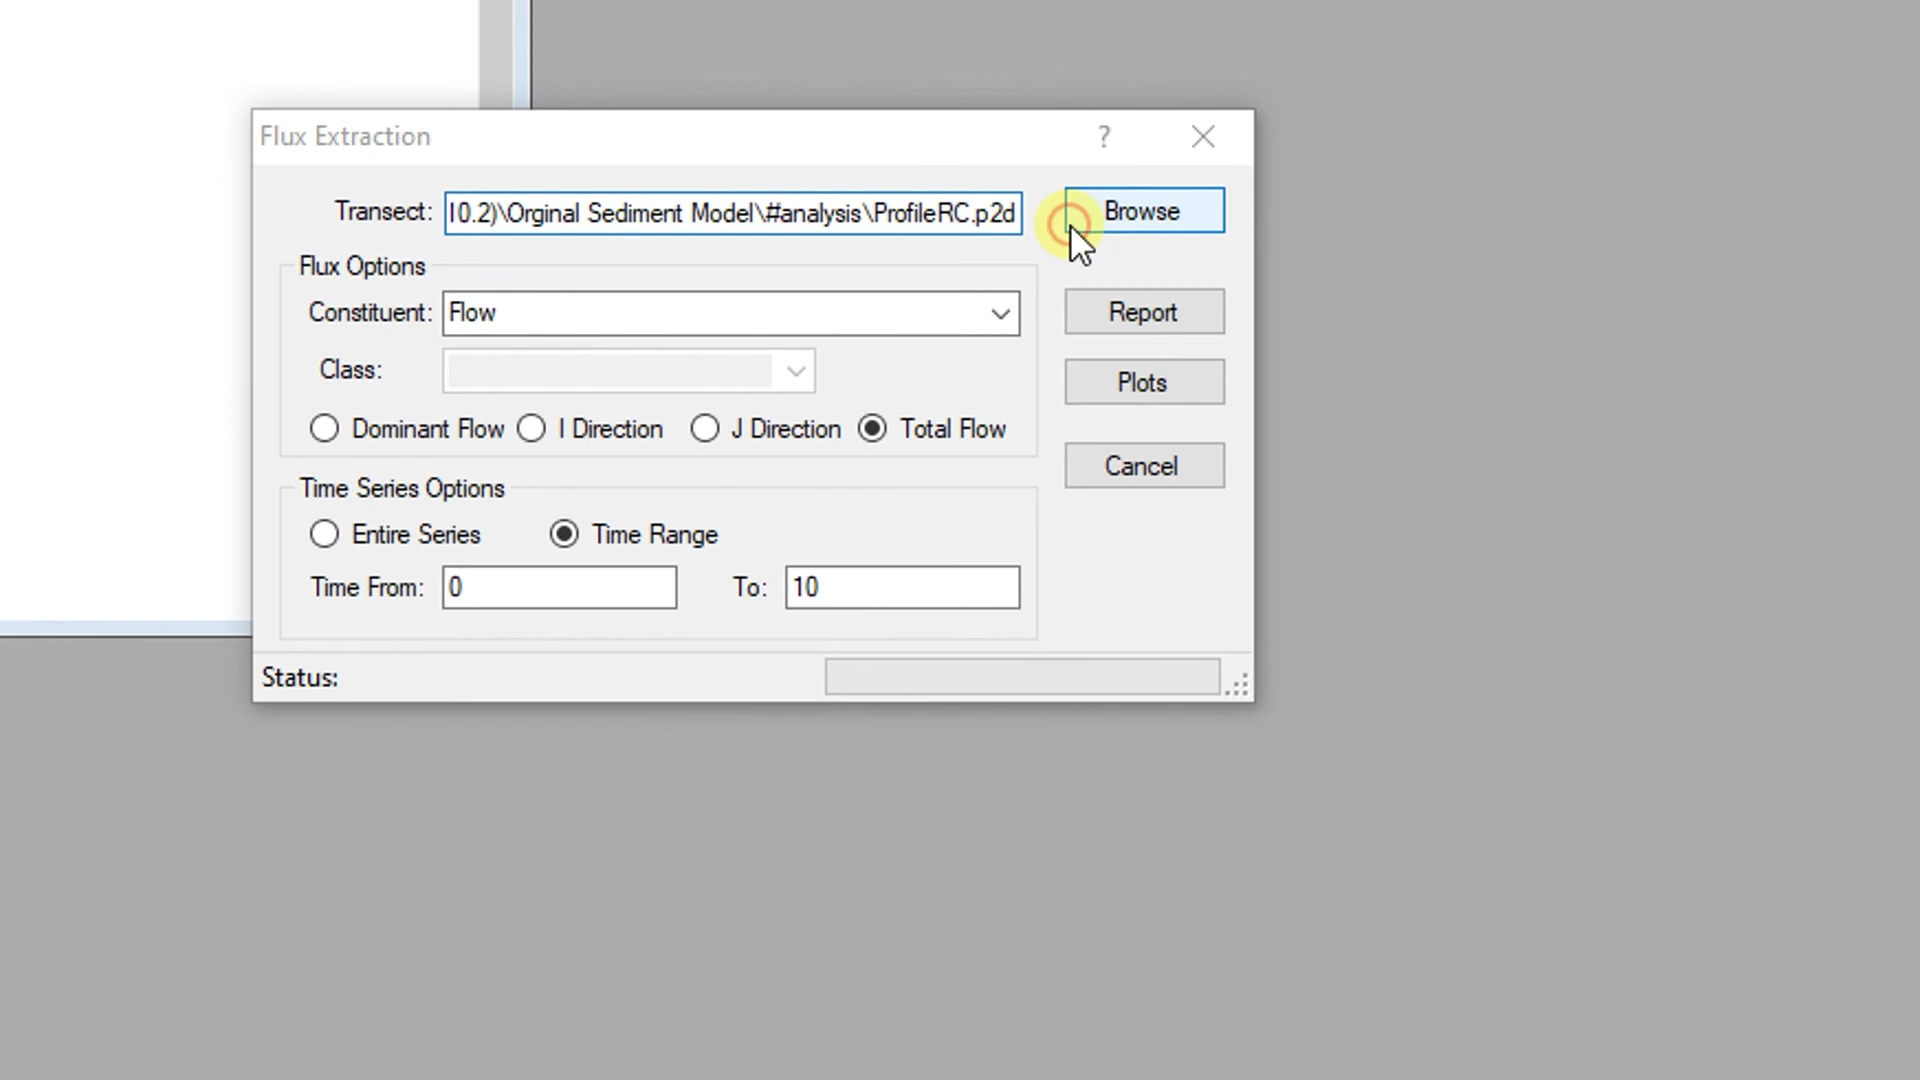 Flux Extraction ?
Transect: 10.2)\Orginal Sediment Model\#analysis\ProfileRC.p2d Browse
Flux Options
Constituent: Flow Report
Class:
Plots
Dominant Flow I Direction J Direction Total Flow
Cancel
Time Series Options
Entire Series Time Range
Time From: 0 To: 10
Status: